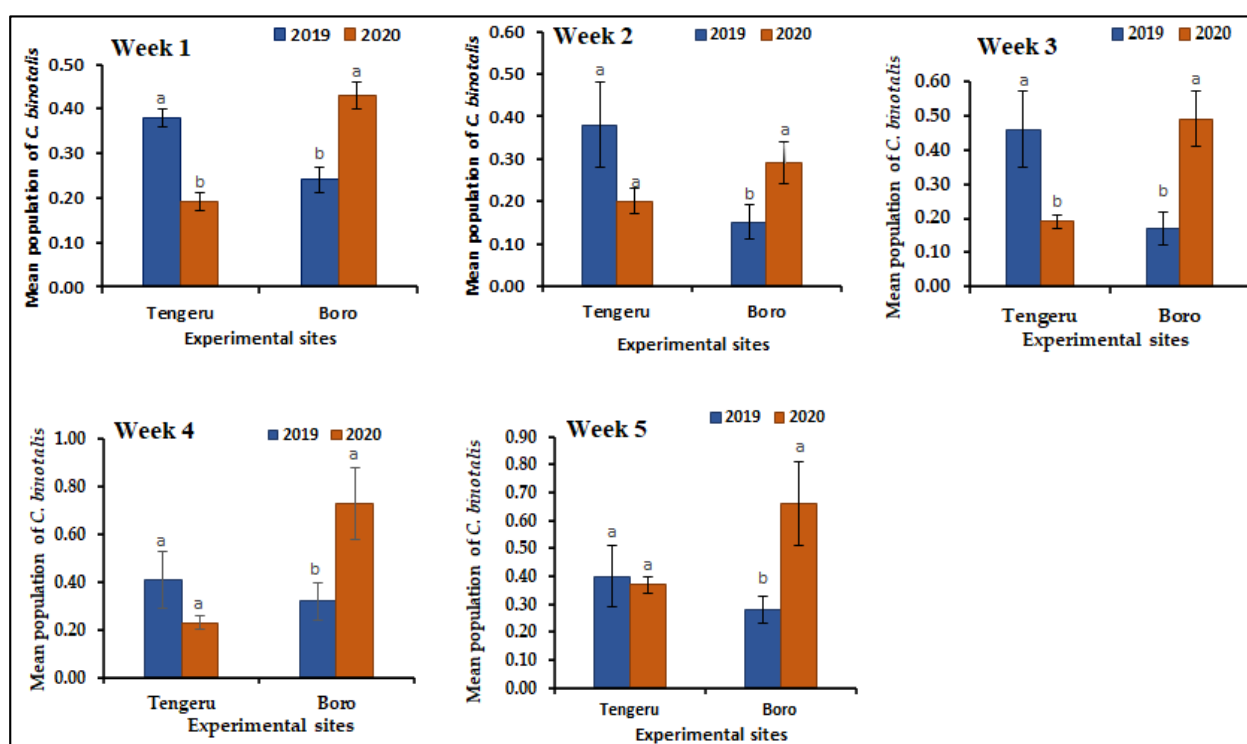 Week 1
2019 2020
Mean population of C. binotalis
0.50
0.40
0.30
0.20
0.10
0.00
a
b
b
a
Tengeru Boro
Experimental sites
Week 2
2019 2020
Mean population of C. binotalis
0.60
0.50
0.40
0.30
0.20
0.10
0.00
a
a
b
a
Tengeru Boro
Experimental sites
Week 3
2019 2020
Mean population of C. binotalis
0.60
0.50
0.40
0.30
0.20
0.10
0.00
a
b
b
a
Tengeru Boro
Experimental sites
Week 4
2019 2020
Mean population of C. binotalis
1.00
0.80
0.60
0.40
0.20
0.00
a
a
b
a
Tengeru Boro
Experimental sites
Week 5
2019 2020
Mean population of C. binotalis
0.90
0.80
0.70
0.60
0.50
0.40
0.30
0.20
0.10
0.00
a
a
b
a
Tengeru Boro
Experimental sites